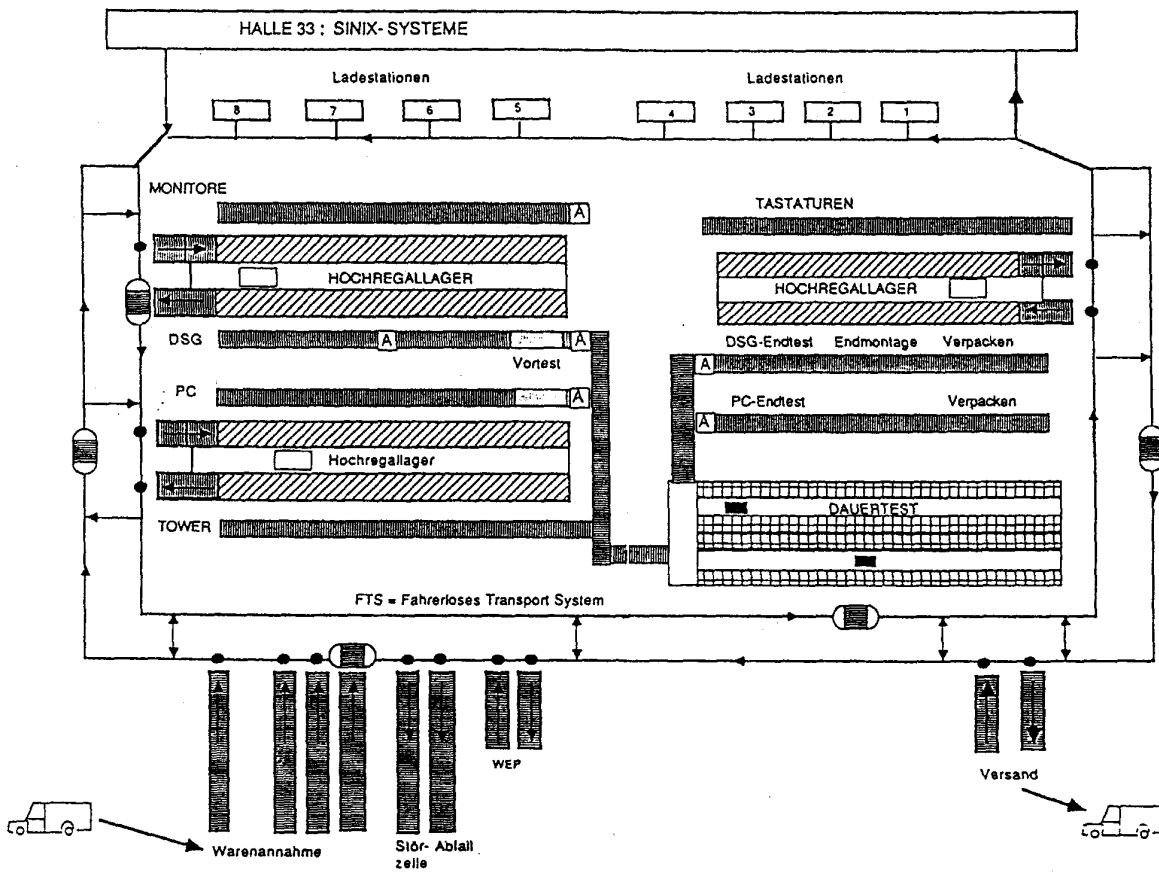 HALLE 33 : SINIX-SYSTEME
Ladestationen
Ladestationen
8
7
6
5
4
3
2
1
MONITORE
A
TASTATUREN
HOCHREGALLAGER
HOCHREGALLAGER
DSG
A
A
Vortest
DSG-Endtest
Endmontage
Verpacken
A
PC
A
PC-Endtest
Verpacken
A
Hochregallager
DAUERTEST
TOWER
FTS = Fahrerloses Transport System
WEP
Versand
Warenannahme
Stör-
zelle
Abfall